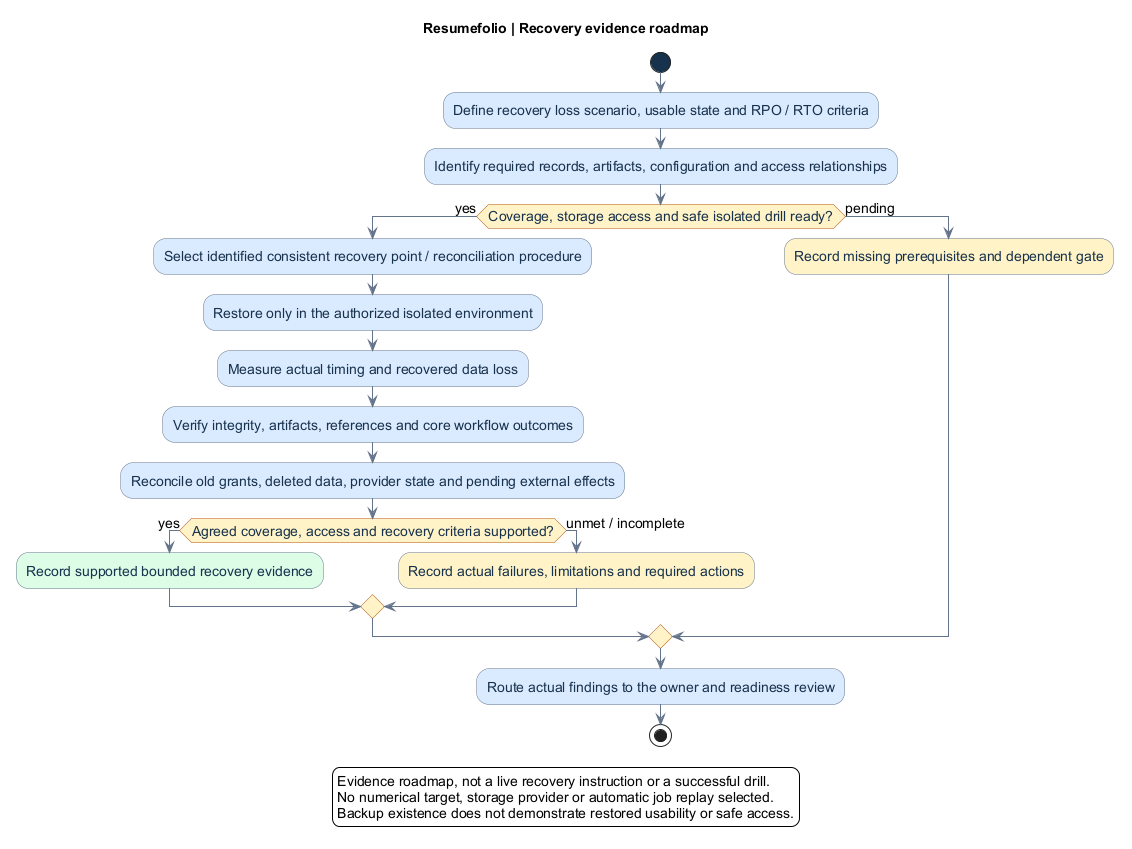 Resumefolio | Recovery evidence roadmap
Define recovery loss scenario, usable state and RPO / RTO criteria
Identify required records, artifacts, configuration and access relationships
yes
Coverage, storage access and safe isolated drill ready?
pending
Select identified consistent recovery point / reconciliation procedure
Record missing prerequisites and dependent gate
Restore only in the authorized isolated environment
Measure actual timing and recovered data loss
Verify integrity, artifacts, references and core workflow outcomes
Reconcile old grants, deleted data, provider state and pending external effects
yes
Agreed coverage, access and recovery criteria supported?
unmet / incomplete
Record supported bounded recovery evidence
Record actual failures, limitations and required actions
Route actual findings to the owner and readiness review
Evidence roadmap, not a live recovery instruction or a successful drill.
No numerical target, storage provider or automatic job replay selected.
Backup existence does not demonstrate restored usability or safe access.